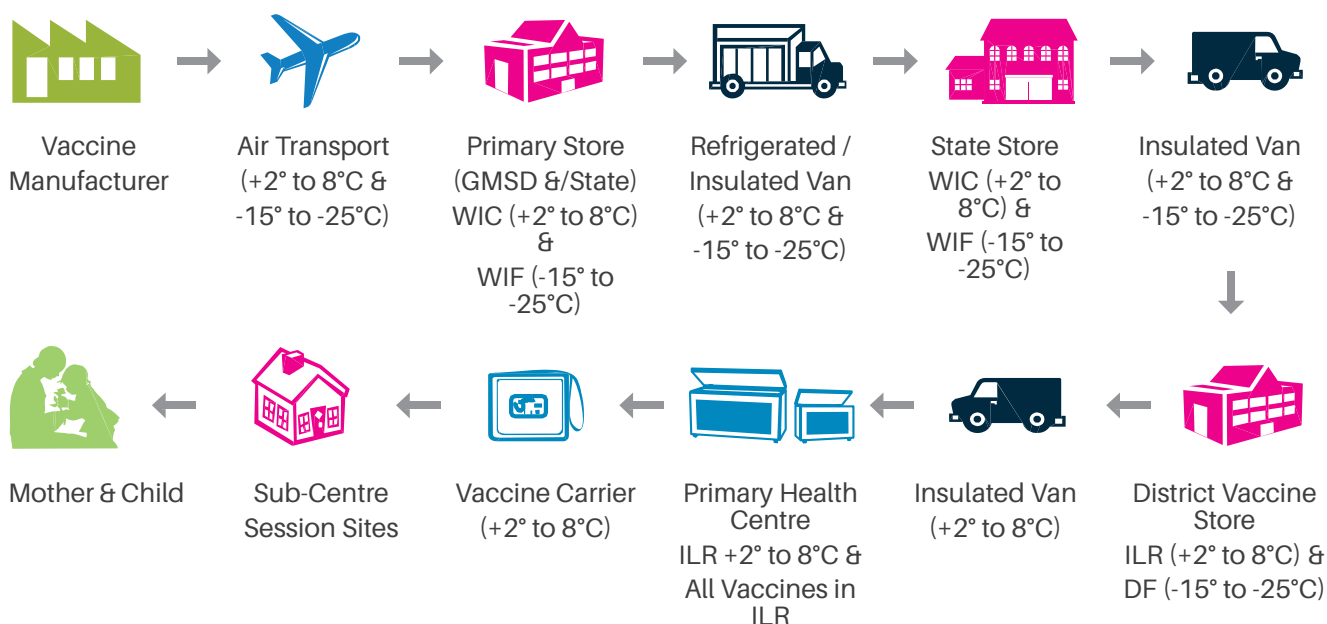 Vaccine
Manufacturer
Air Transport
(+2° to 8°C &
-15° to -25°C)
Primary Store
(GMSD &/State)
WIC (+2° to 8°C)
&
WIF (-15° to
-25°C)
Refrigerated /
Insulated Van
(+2° to 8°C &
-15° to -25°C)
State Store
WIC (+2° to
8°C) &
WIF (-15° to
-25°C)
Insulated Van
(+2° to 8°C &
-15° to -25°C)
District Vaccine
Store
ILR (+2° to 8°C) &
DF (-15° to -25°C)
Insulated Van
(+2° to 8°C)
Primary Health
Centre
ILR +2° to 8°C &
All Vaccines in
ILR
Vaccine Carrier
(+2° to 8°C)
Sub-Centre
Session Sites
Mother & Child